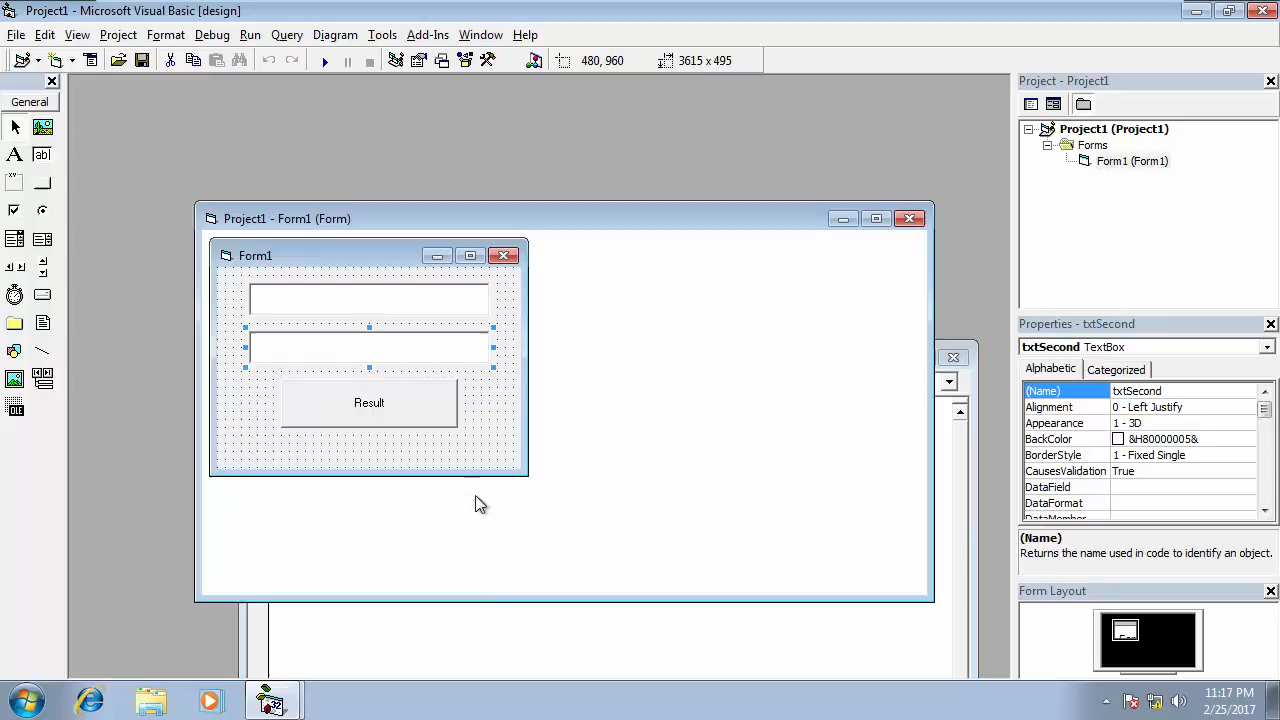 Project1 - Microsoft Visual Basic [design]
File Edit View Project Format Debug Run Query Diagram Tools Add-Ins Window Help
480, 960 3615 x 495
General
A ab|
Project1 - Form1 (Form)
Form1
Result
Project - Project1
Project1 (Project1)
Forms
Form1 (Form1)
Properties - txtSecond
txtSecond TextBox
Alphabetic Categorized
(Name) txtSecond
Alignment 0 - Left Justify
Appearance 1 - 3D
BackColor &H80000005&
BorderStyle 1 - Fixed Single
CausesValidation True
DataField
DataFormat
DataMember
(Name)
Returns the name used in code to identify an object.
Form Layout
11:17 PM
2/25/2017